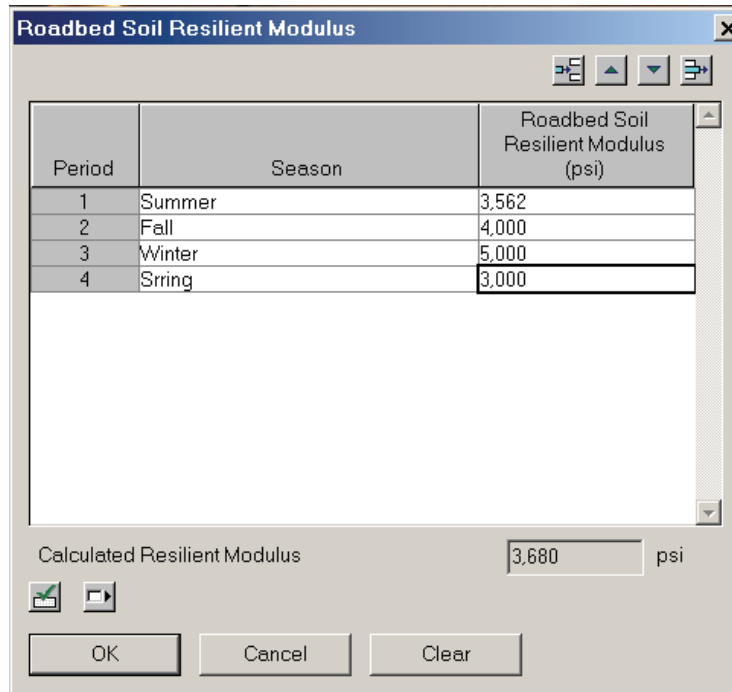 Roadbed Soil Resilient Modulus
Period Season Roadbed Soil
Resilient Modulus
(psi)
1 Summer 3,562
2 Fall 4,000
3 Winter 5,000
4 Srring 3,000
Calculated Resilient Modulus 3,680 psi
OK Cancel Clear